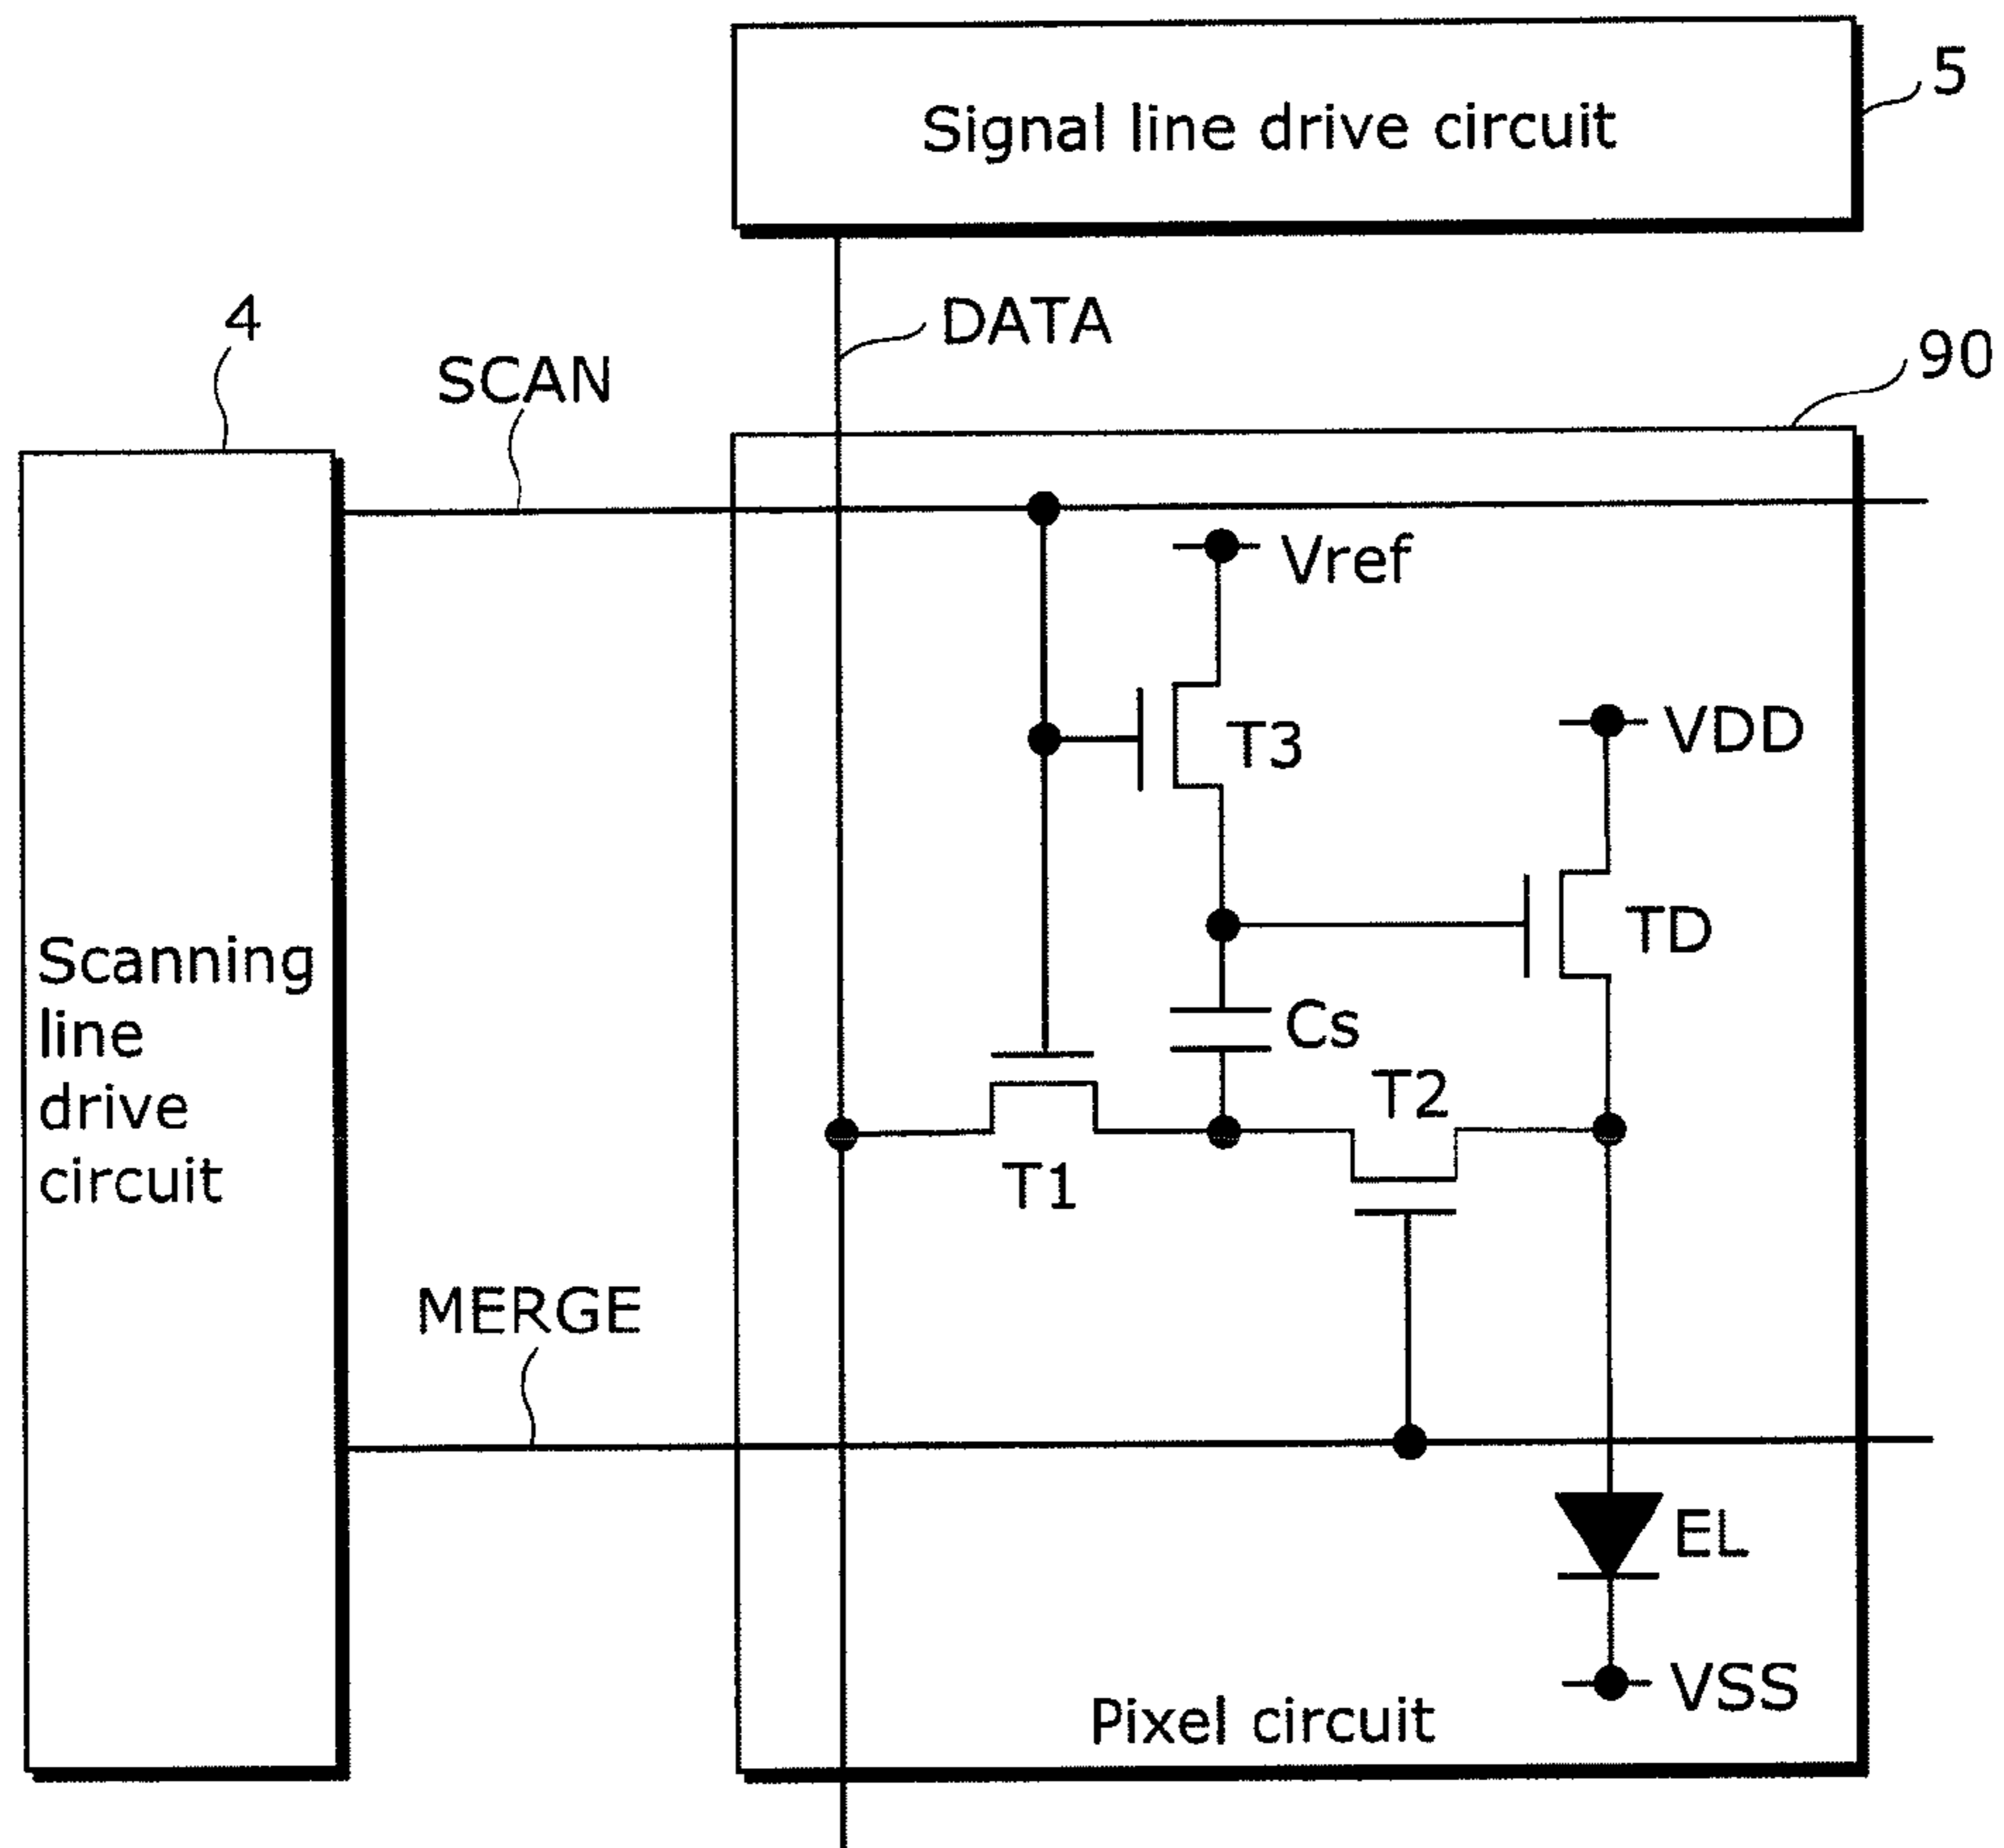 Signal line drive circuit
5
DATA
4
SCAN
90
Vref
T3
VDD
TD
Scanning
line
drive
circuit
Cs
T2
T1
MERGE
EL
VSS
Pixel circuit